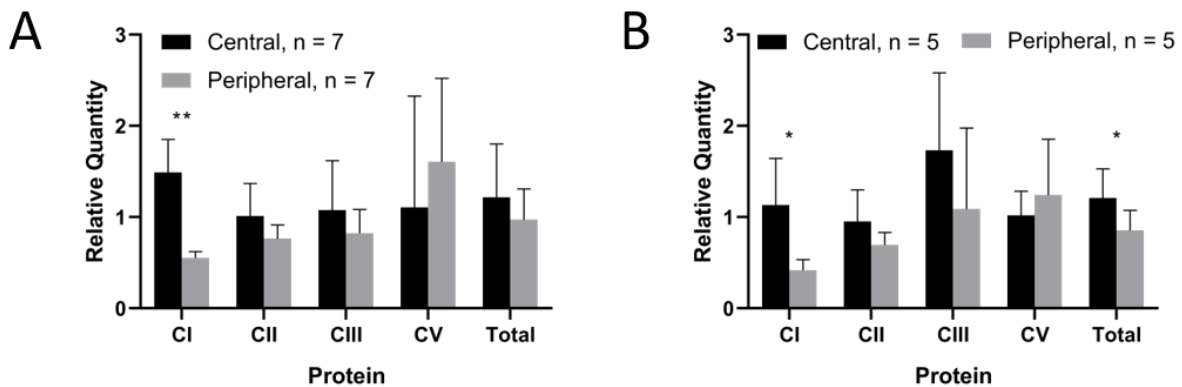 A
Central, n = 7
Peripheral, n = 7
**
3
2
1
0
Relative Quantity
CI CII CIII CV Total
Protein
B
Central, n = 5 Peripheral, n = 5
* *
3
2
1
0
Relative Quantity
CI CII CIII CV Total
Protein